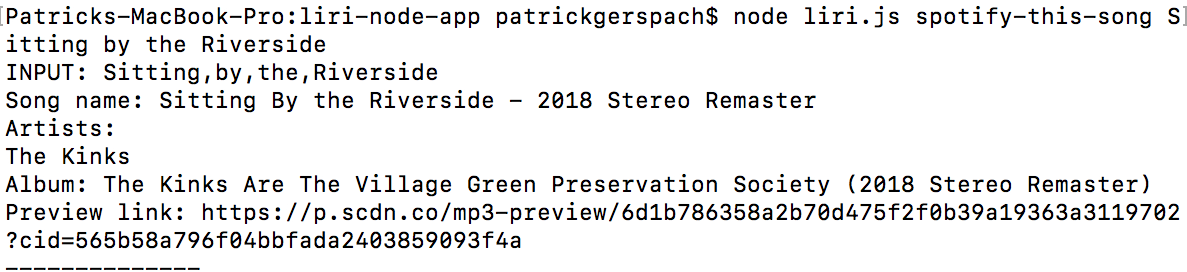 [Patricks-MacBook-Pro:liri-node-app patrickgerspach$ node liri.js spotify-this-song S]
itting by the Riverside
INPUT: Sitting,by,the,Riverside
Song name: Sitting By the Riverside - 2018 Stereo Remaster
Artists:
The Kinks
Album: The Kinks Are The Village Green Preservation Society (2018 Stereo Remaster)
Preview link: https://p.scdn.co/mp3-preview/6d1b786358a2b70d475f2f0b39a19363a3119702
?cid=565b58a796f04bbfada2403859093f4a
--------------